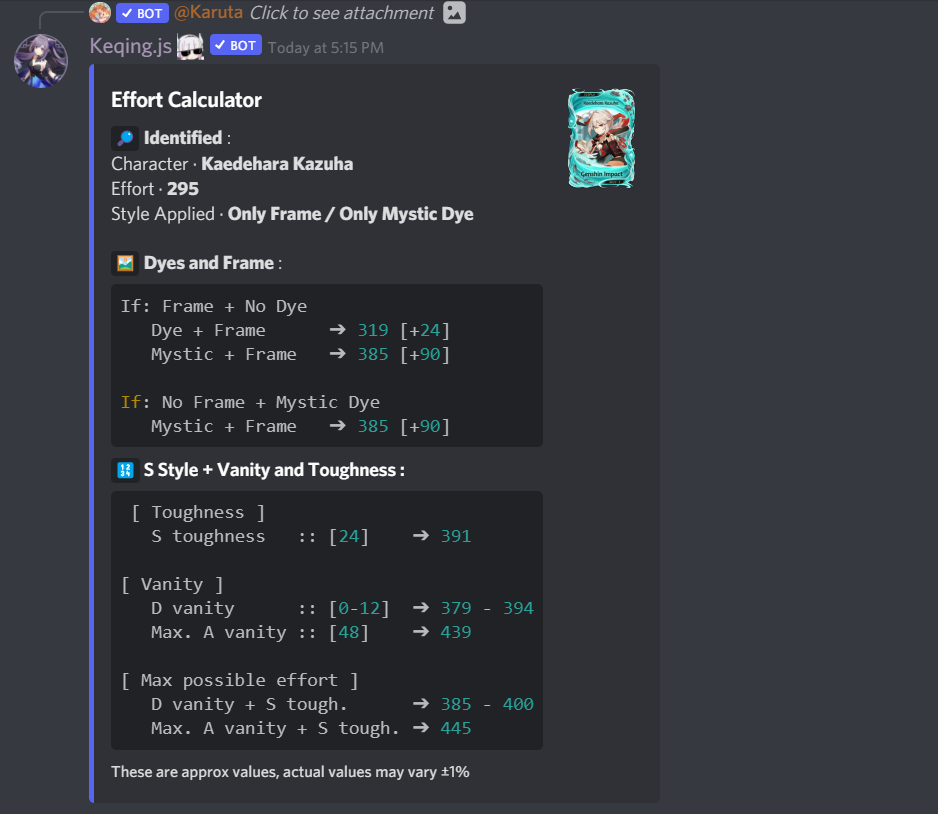 ✓ BOT @Karuta Click to see attachment
Keqing.js ✓ BOT Today at 5:15 PM
Effort Calculator
Identified :
Character · Kaedehara Kazuha
Effort · 295
Style Applied · Only Frame / Only Mystic Dye
Kaedehara Kazuha
Genshin Impact
Dyes and Frame :
If: Frame + No Dye
Dye + Frame ➔ 319 [+24]
Mystic + Frame ➔ 385 [+90]
If: No Frame + Mystic Dye
Mystic + Frame ➔ 385 [+90]
S Style + Vanity and Toughness :
[ Toughness ]
S toughness :: [24] ➔ 391
[ Vanity ]
D vanity :: [0-12] ➔ 379 - 394
Max. A vanity :: [48] ➔ 439
[ Max possible effort ]
D vanity + S tough. ➔ 385 - 400
Max. A vanity + S tough. ➔ 445
These are approx values, actual values may vary ±1%